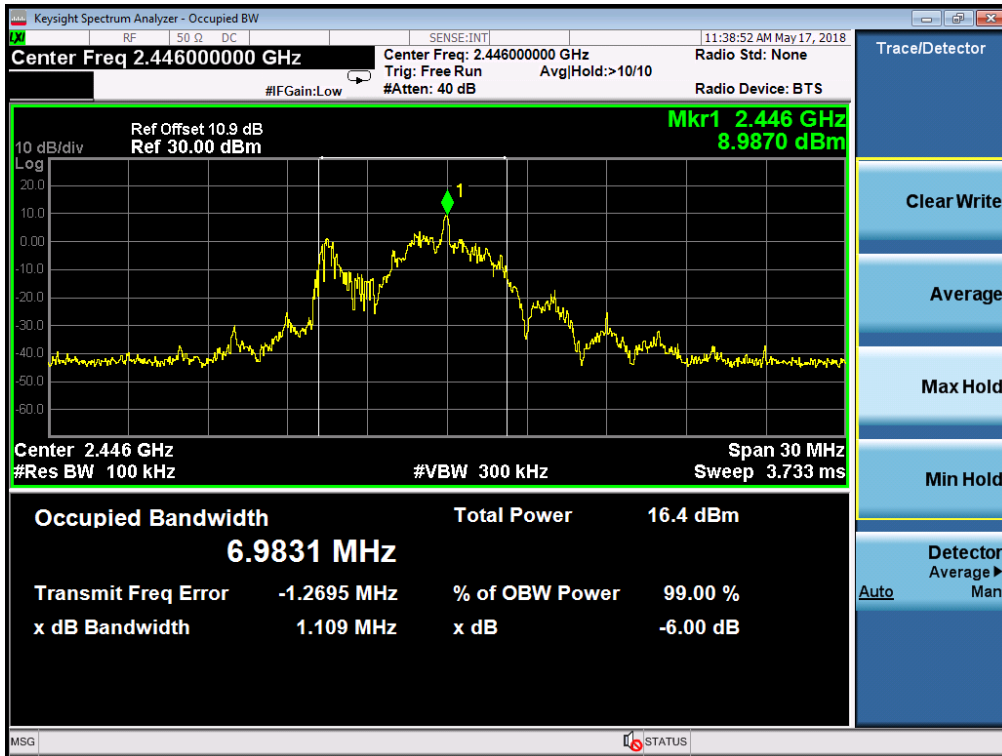 Keysight Spectrum Analyzer - Occupied BW
LXI
RF 50 Ω DC SENSE:INT 11:38:52 AM May 17, 2018
Center Freq 2.446000000 GHz
Center Freq: 2.446000000 GHz
Radio Std: None
Trig: Free Run Avg|Hold:>10/10
#IFGain:Low
#Atten: 40 dB
Radio Device: BTS
Trace/Detector
Mkr1 2.446 GHz
8.9870 dBm
Ref Offset 10.9 dB
10 dB/div Ref 30.00 dBm
Log
20.0
10.0
0.00
-10.0
-20.0
-30.0
-40.0
-50.0
-60.0
1
Center 2.446 GHz Span 30 MHz
#Res BW 100 kHz #VBW 300 kHz Sweep 3.733 ms
Occupied Bandwidth
6.9831 MHz
Total Power 16.4 dBm
Transmit Freq Error -1.2695 MHz % of OBW Power 99.00 %
x dB Bandwidth 1.109 MHz x dB -6.00 dB
Clear Write
Average
Max Hold
Min Hold
Detector
Average
Auto Man
MSG STATUS